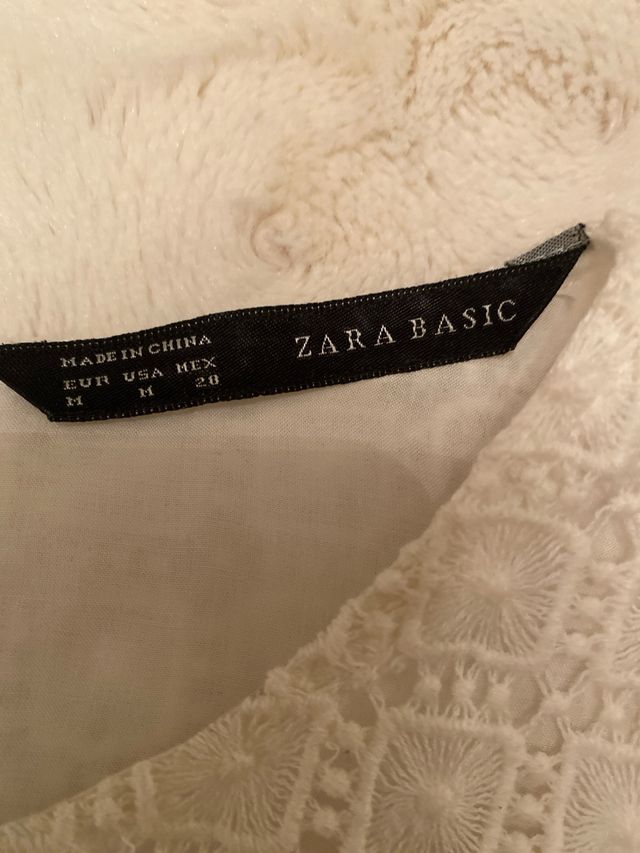 MADE IN CHINA
EUR USA MEX
M M 28
ZARA BASIC